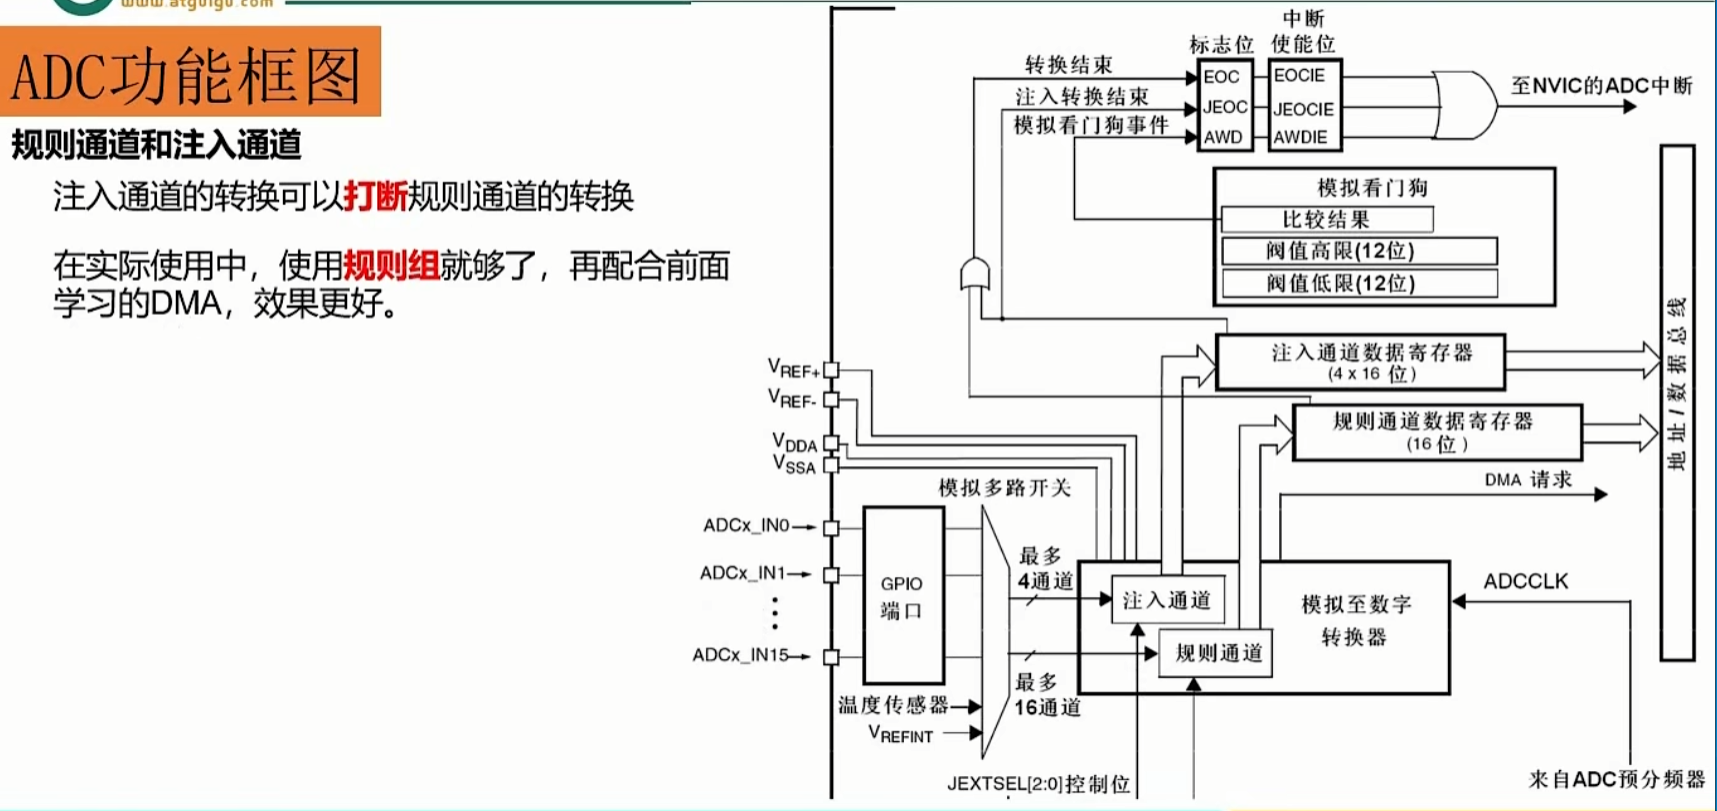 www.atguigu.com
ADC功能框图
规则通道和注入通道
注入通道的转换可以打断规则通道的转换
在实际使用中，使用规则组就够了，再配合前面
学习的DMA，效果更好。
中断
标志位 使能位
转换结束
EOC EOCIE
注入转换结束
JEOC JEOCIE
模拟看门狗事件
AWD AWDIE
至NVIC的ADC中断
模拟看门狗
比较结果
阀值高限(12位)
阀值低限(12位)
注入通道数据寄存器
(4 x 16 位)
规则通道数据寄存器
(16 位)
地址/数据总线
DMA 请求
VREF+
VREF-
VDDA
VSSA
模拟多路开关
ADCx_IN0
ADCx_IN1
⋮
ADCx_IN15
GPIO
端口
温度传感器
VREFINT
最多
4通道
注入通道
最多
16通道
规则通道
模拟至数字
转换器
ADCCLK
JEXTSEL[2:0]控制位
来自ADC预分频器